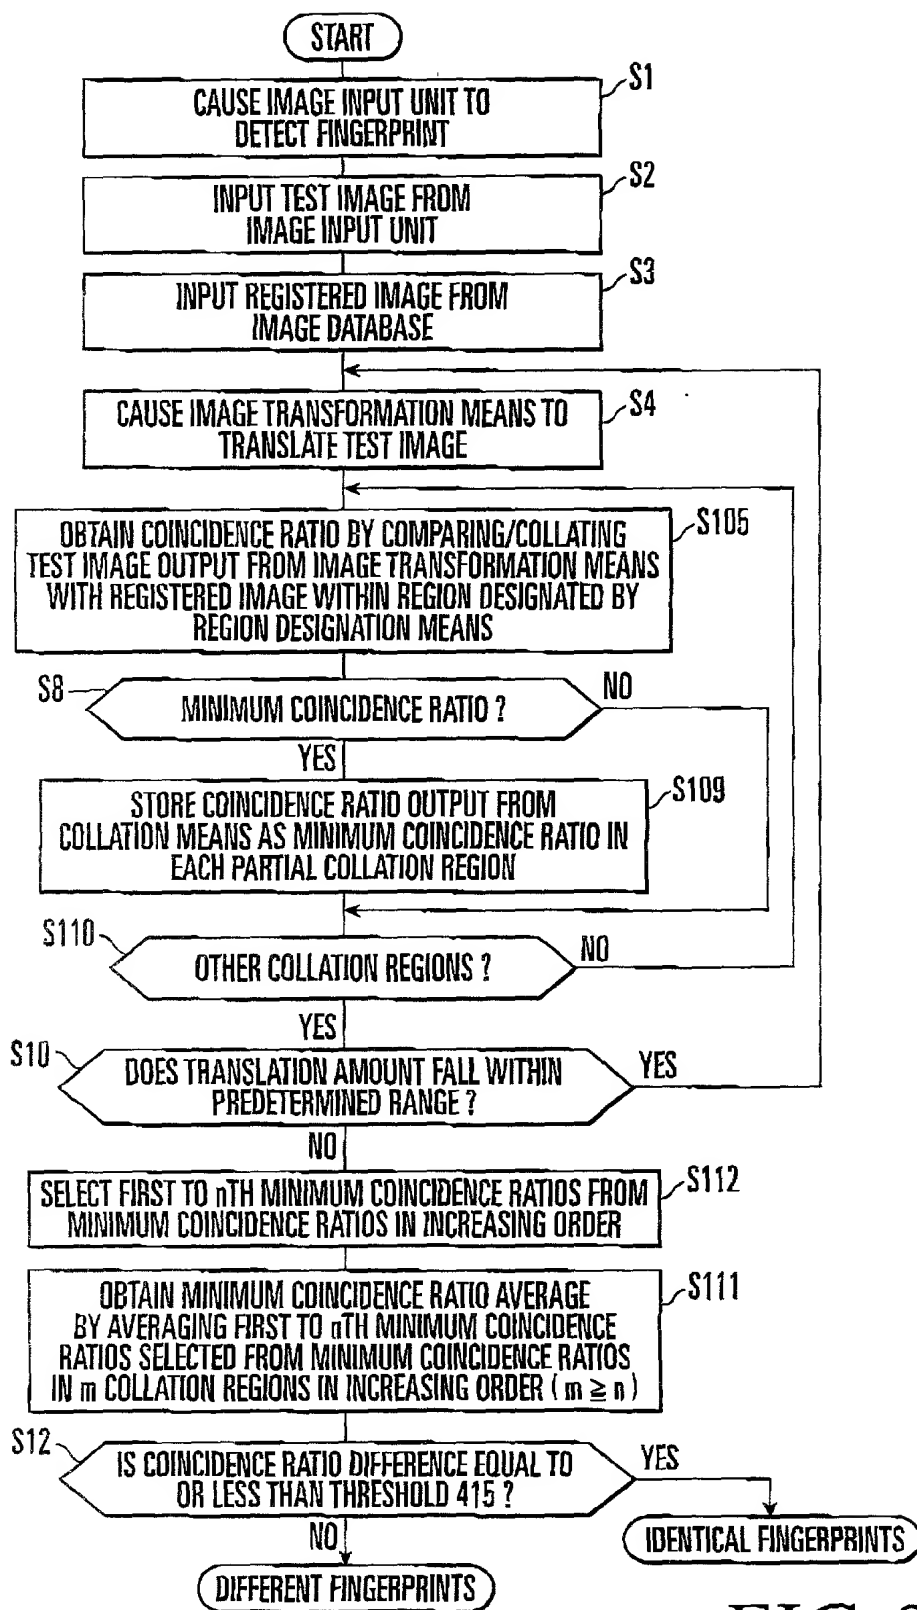 START
S1
CAUSE IMAGE INPUT UNIT TO
DETECT FINGERPRINT
S2
INPUT TEST IMAGE FROM
IMAGE INPUT UNIT
S3
INPUT REGISTERED IMAGE FROM
IMAGE DATABASE
S4
CAUSE IMAGE TRANSFORMATION MEANS TO
TRANSLATE TEST IMAGE
S105
OBTAIN COINCIDENCE RATIO BY COMPARING/COLLATING
TEST IMAGE OUTPUT FROM IMAGE TRANSFORMATION MEANS
WITH REGISTERED IMAGE WITHIN REGION DESIGNATED BY
REGION DESIGNATION MEANS
S8
NO
MINIMUM COINCIDENCE RATIO ?
YES
S109
STORE COINCIDENCE RATIO OUTPUT FROM
COLLATION MEANS AS MINIMUM COINCIDENCE RATIO IN
EACH PARTIAL COLLATION REGION
S110
NO
OTHER COLLATION REGIONS ?
YES
S10
YES
DOES TRANSLATION AMOUNT FALL WITHIN
PREDETERMINED RANGE ?
NO
S112
SELECT FIRST TO nTH MINIMUM COINCIDENCE RATIOS FROM
MINIMUM COINCIDENCE RATIOS IN INCREASING ORDER
S111
OBTAIN MINIMUM COINCIDENCE RATIO AVERAGE
BY AVERAGING FIRST TO nTH MINIMUM COINCIDENCE
RATIOS SELECTED FROM MINIMUM COINCIDENCE RATIOS
IN m COLLATION REGIONS IN INCREASING ORDER ( m ≧ n )
S12
YES
IS COINCIDENCE RATIO DIFFERENCE EQUAL TO
OR LESS THAN THRESHOLD 415 ?
NO
IDENTICAL FINGERPRINTS
DIFFERENT FINGERPRINTS